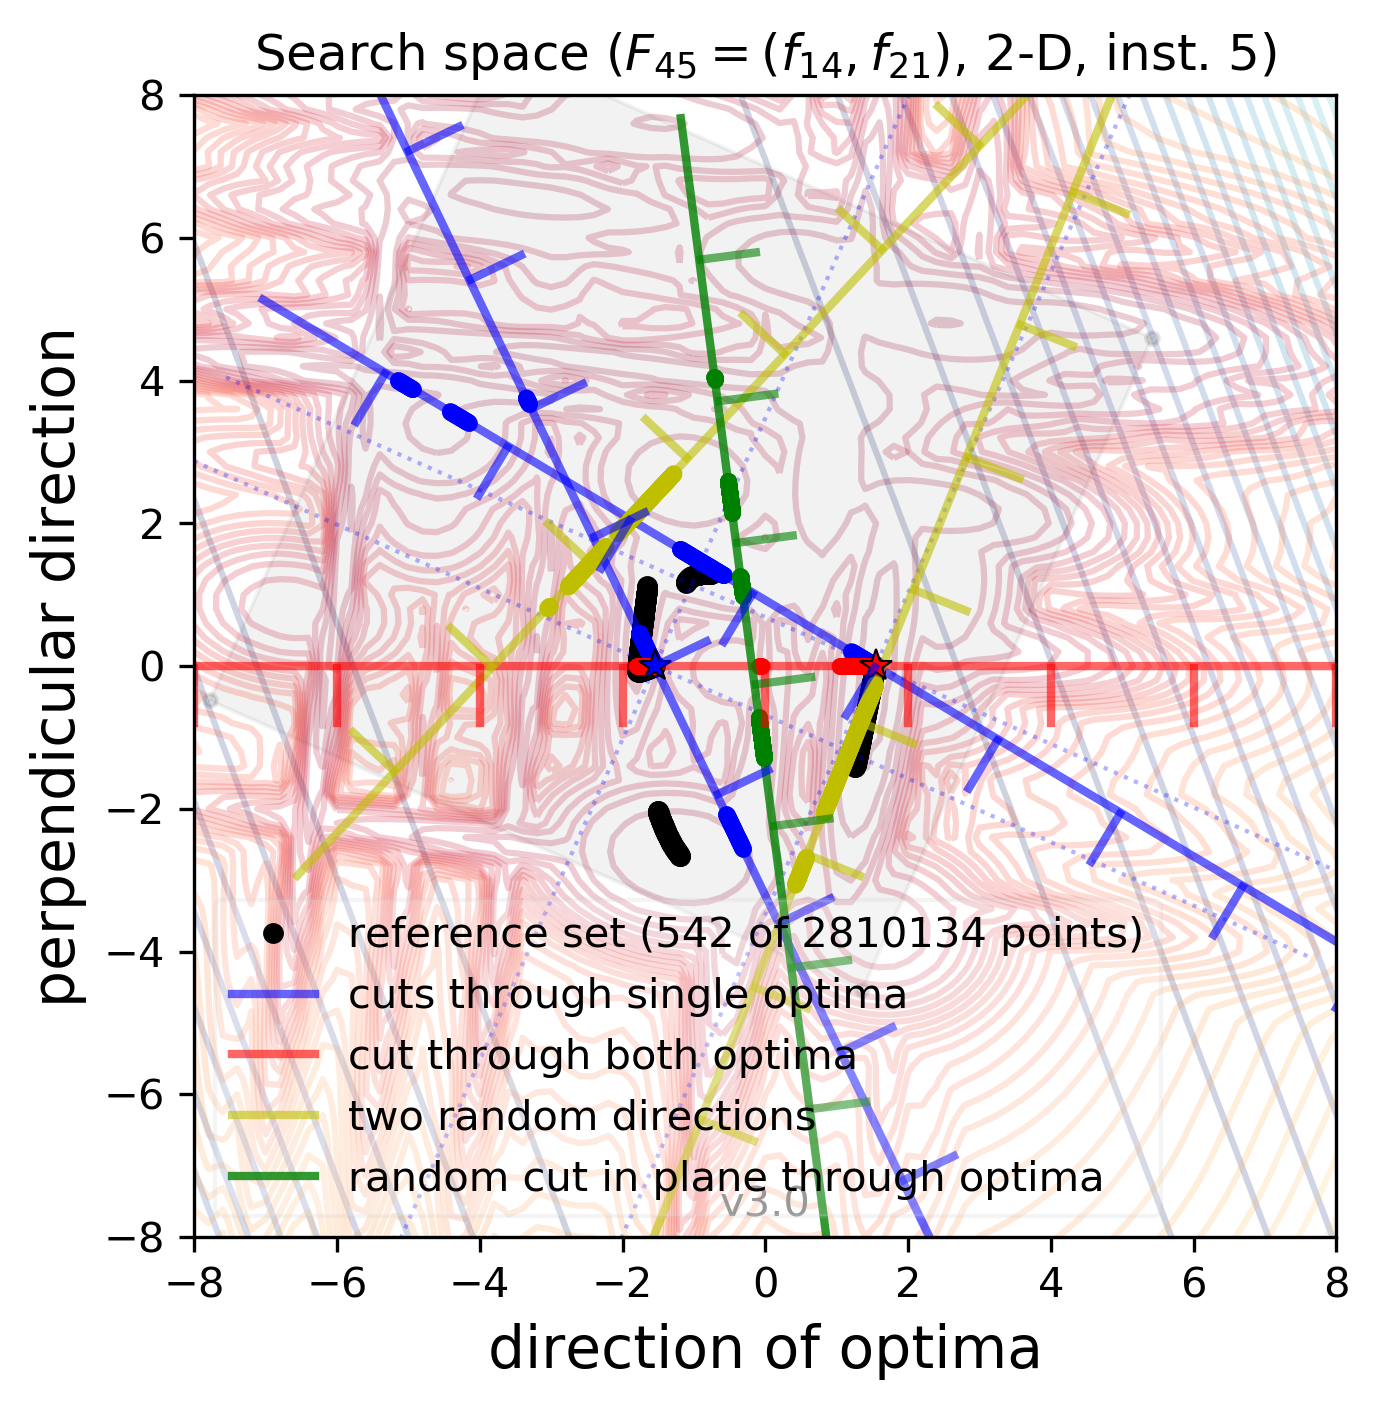 Search space (F45 = (f14, f21), 2-D, inst. 5)
8
6
4
2
0
−2
−4
−6
−8
perpendicular direction
reference set (542 of 2810134 points)
cuts through single optima
cut through both optima
two random directions
random cut in plane through optima
v3.0
−8 −6 −4 −2 0 2 4 6 8
direction of optima